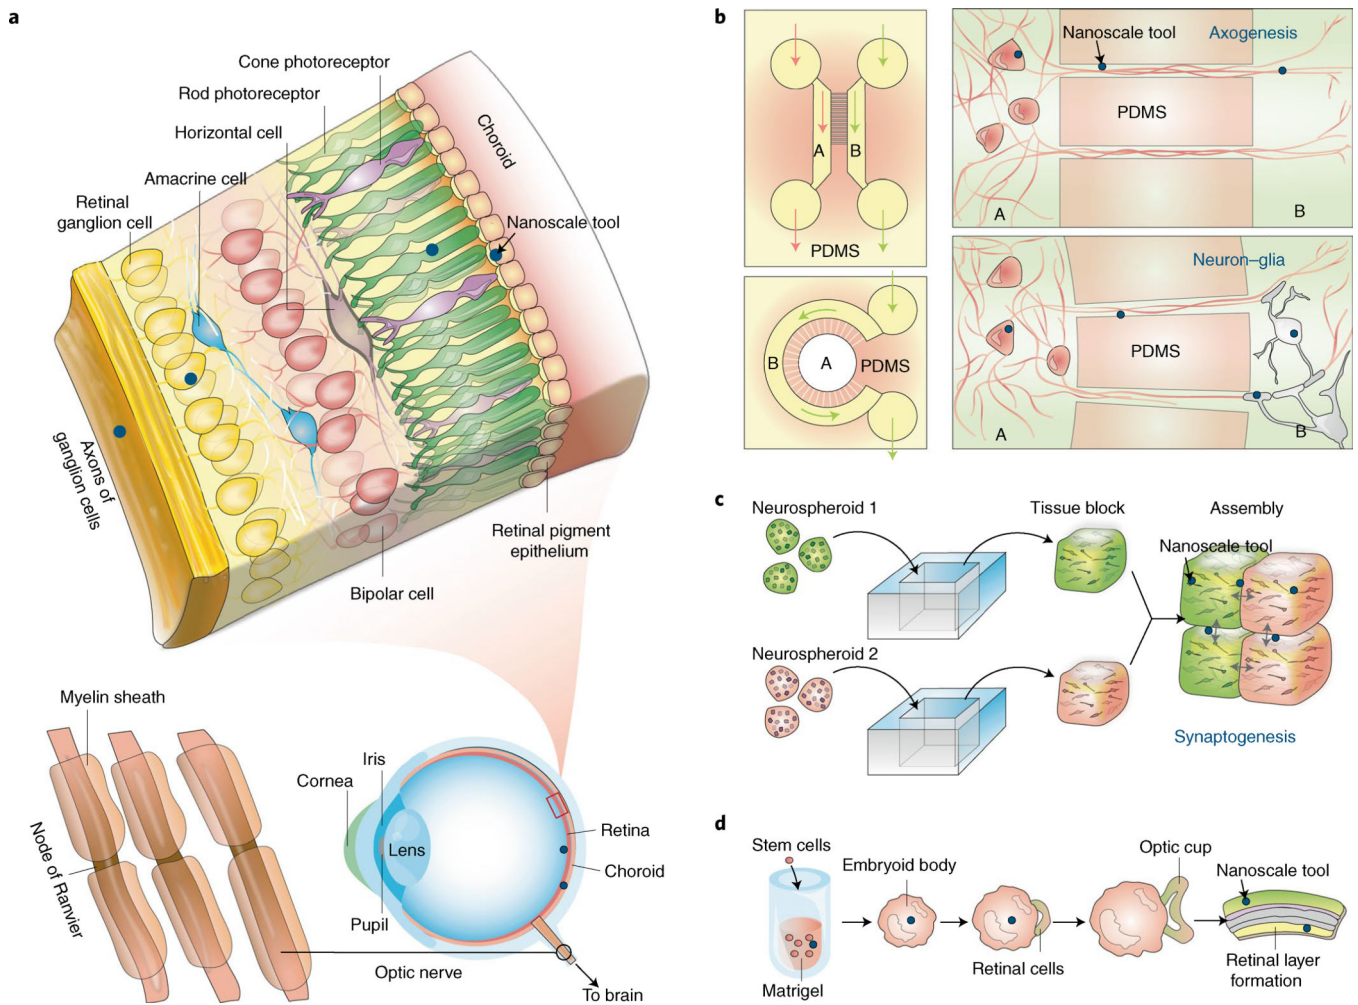 a
Cone photoreceptor
Rod photoreceptor
Horizontal cell
Amacrine cell
Retinal
ganglion cell
Choroid
Nanoscale tool
Axons of
ganglion cells
Retinal pigment
epithelium
Bipolar cell
Myelin sheath
Node of Ranvier
Iris
Cornea
Lens
Retina
Choroid
Pupil
Optic nerve
To brain
b
A
B
PDMS
B
A
PDMS
Nanoscale tool
Axogenesis
PDMS
A
B
Neuron–glia
PDMS
A
B
c
Neurospheroid 1
Tissue block
Assembly
Nanoscale tool
Neurospheroid 2
Synaptogenesis
d
Stem cells
Embryoid body
Optic cup
Nanoscale tool
Retinal cells
Matrigel
Retinal layer
formation